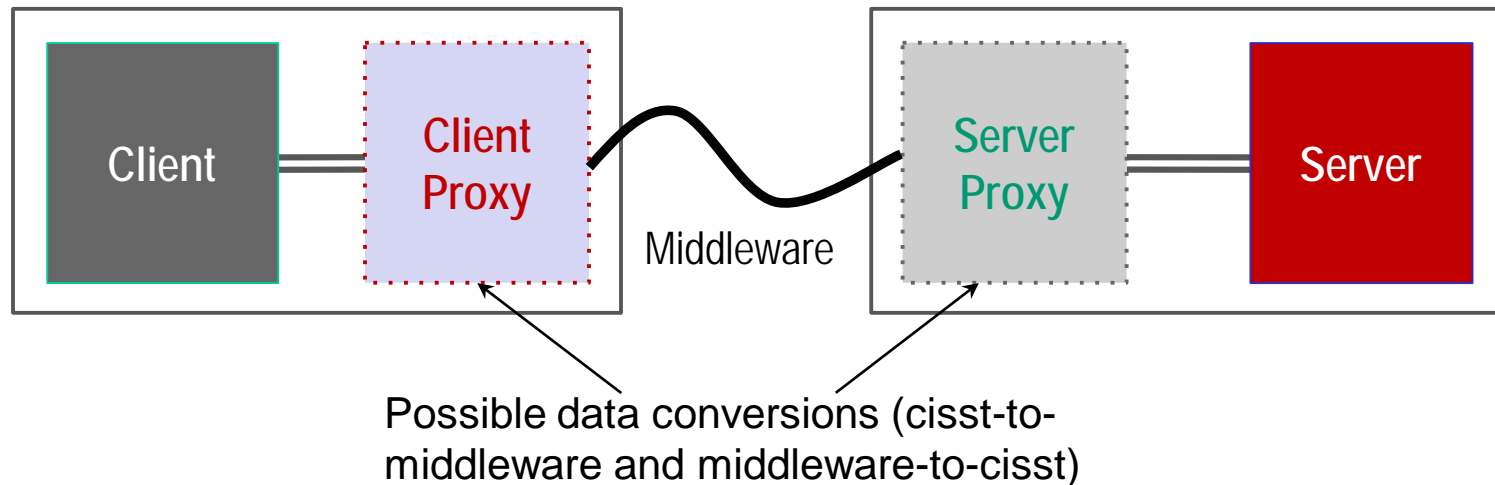 Client
Client
Proxy
Middleware
Server
Proxy
Server
Possible data conversions (cisst-to-
middleware and middleware-to-cisst)